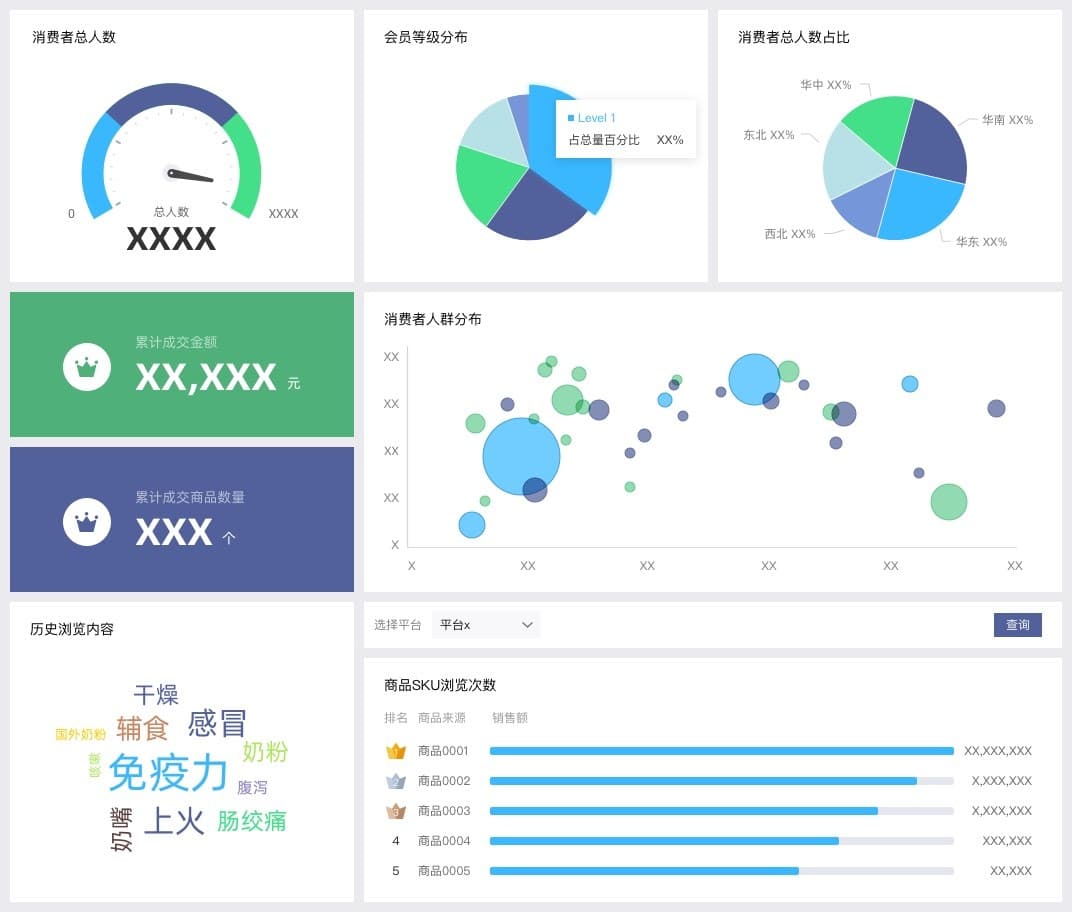 消费者总人数
0
总人数
XXXX
XXXX
会员等级分布
Level 1
占总量百分比 XX%
消费者总人数占比
华中 XX%
华南 XX%
东北 XX%
西北 XX%
华东 XX%
累计成交金额
XX,XXX 元
累计成交商品数量
XXX 个
消费者人群分布
XX
XX
XX
XX
X
X XX XX XX XX XX
历史浏览内容
干燥
国外奶粉
辅食
感冒
奶粉
咳嗽
免疫力
腹泻
奶嘴
上火
肠绞痛
选择平台 平台x 查询
商品SKU浏览次数
排名 商品来源 销售额
1 商品0001 XX,XXX,XXX
2 商品0002 X,XXX,XXX
3 商品0003 X,XXX,XXX
4 商品0004 XXX,XXX
5 商品0005 XX,XXX